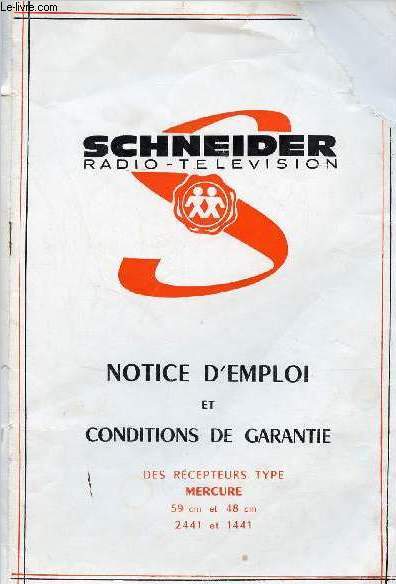 Le-livre.com
SCHNEIDER
RADIO-TELEVISION
NOTICE D'EMPLOI
ET
CONDITIONS DE GARANTIE
DES RÉCEPTEURS TYPE
MERCURE
59 cm et 48 cm
2441 et 1441